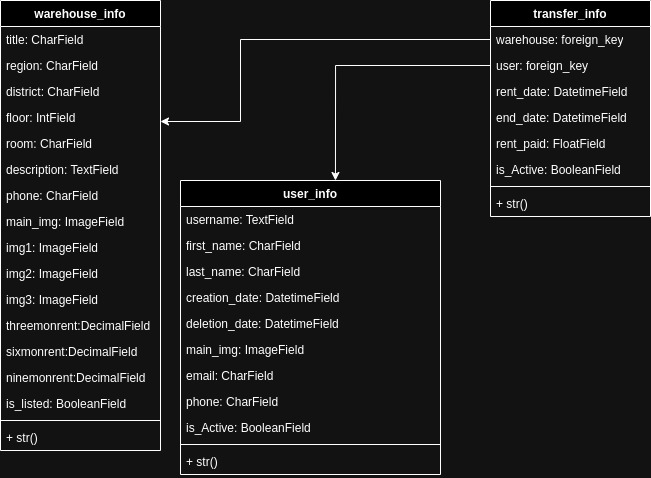 warehouse_info
title: CharField
region: CharField
district: CharField
floor: IntField
room: CharField
description: TextField
phone: CharField
main_img: ImageField
img1: ImageField
img2: ImageField
img3: ImageField
threemonrent:DecimalField
sixmonrent:DecimalField
ninemonrent:DecimalField
is_listed: BooleanField
+ str()
user_info
username: TextField
first_name: CharField
last_name: CharField
creation_date: DatetimeField
deletion_date: DatetimeField
main_img: ImageField
email: CharField
phone: CharField
is_Active: BooleanField
+ str()
transfer_info
warehouse: foreign_key
user: foreign_key
rent_date: DatetimeField
end_date: DatetimeField
rent_paid: FloatField
is_Active: BooleanField
+ str()